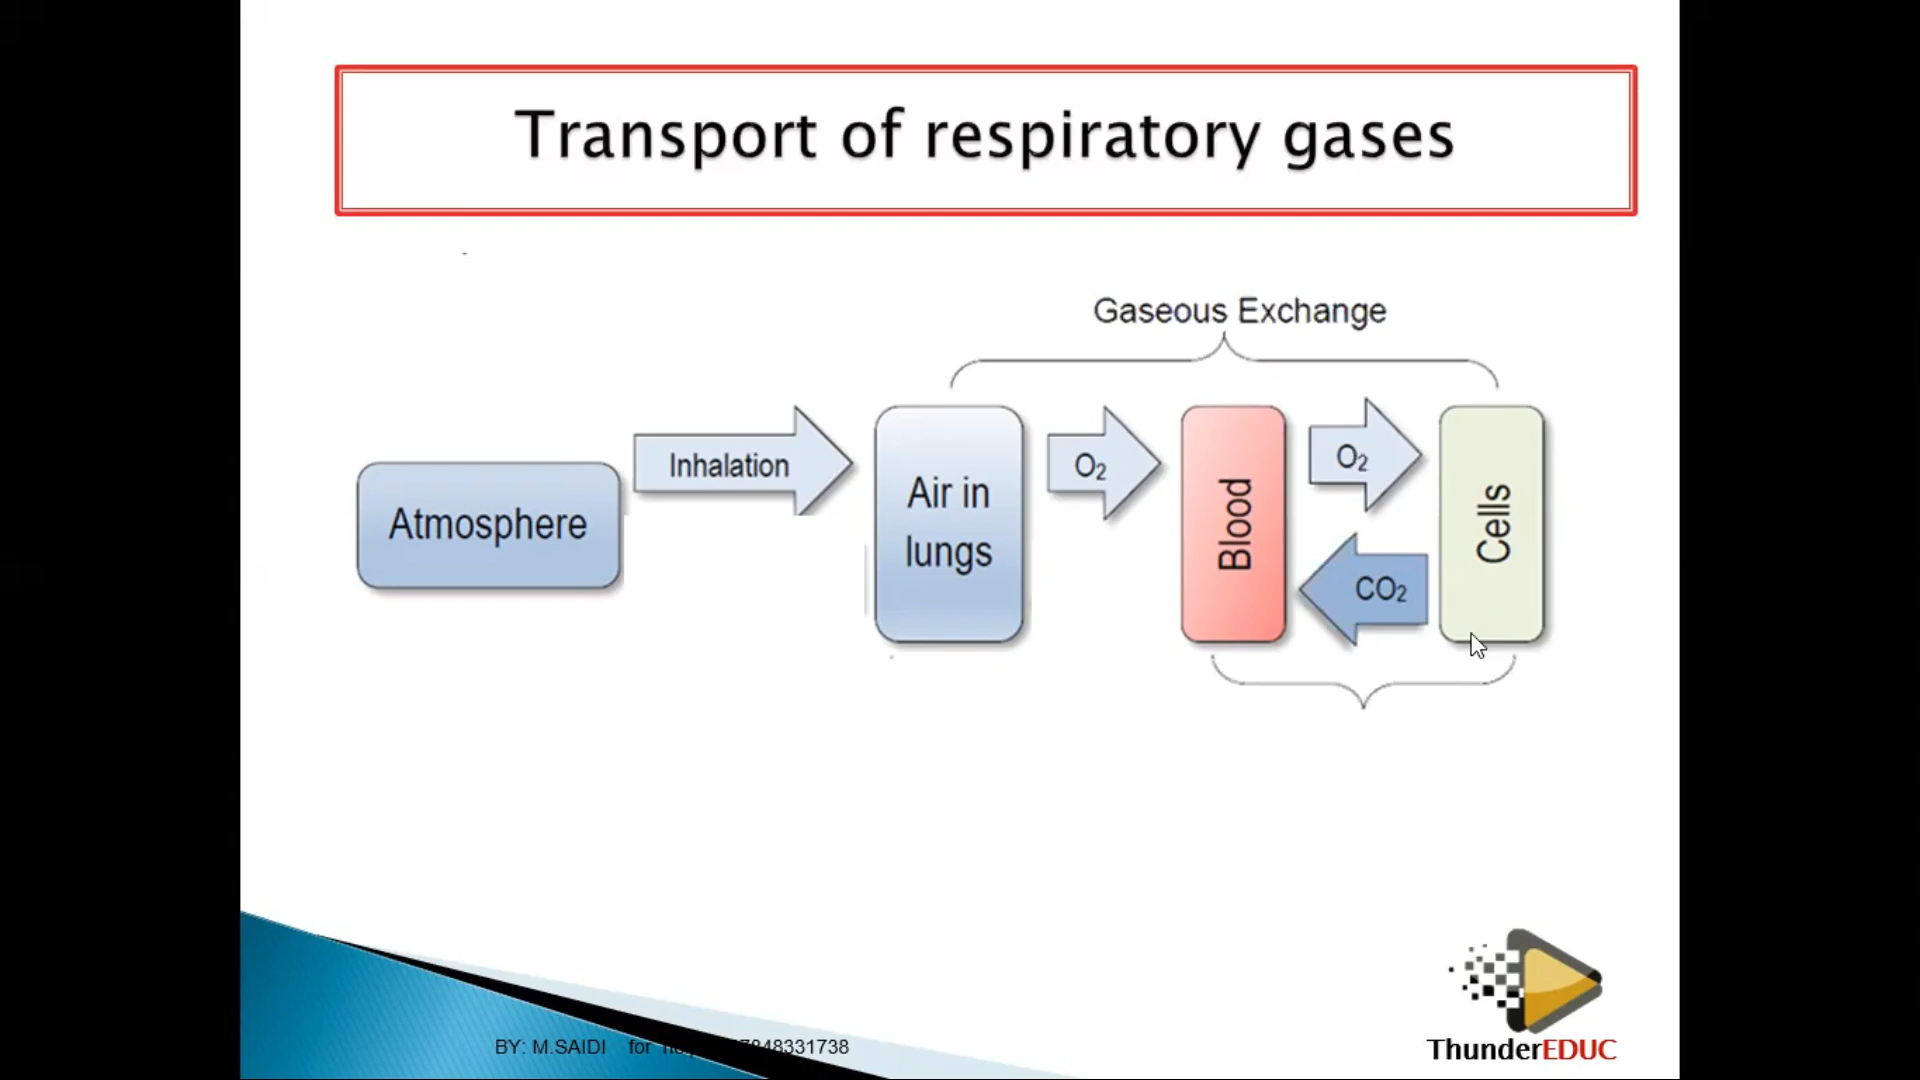 Transport of respiratory gases
Gaseous Exchange
Atmosphere
Inhalation
Air in
lungs
O₂
Blood
O₂
CO₂
Cells
BY: M.SAIDI for
ThunderEDUC